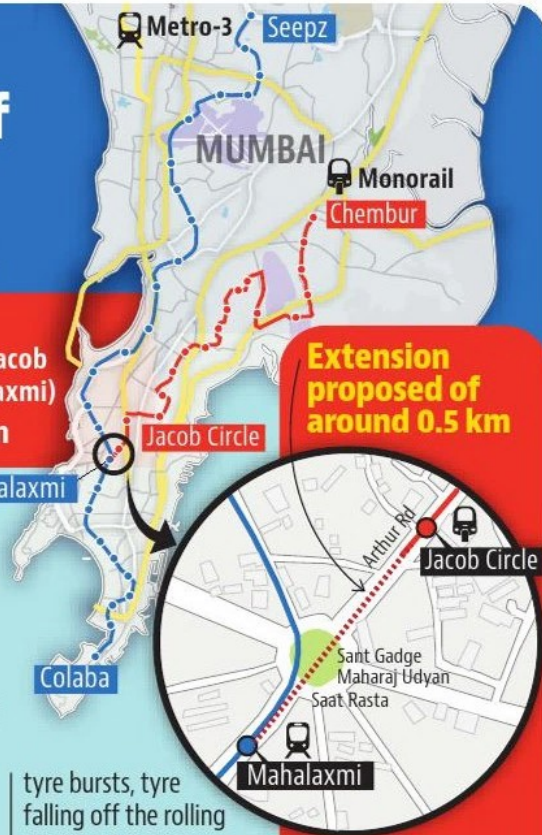 Metro-3
Seepz
f
MUMBAI
Monorail
Chembur
acob
axmi)
n
Extension
proposed of
around 0.5 km
Jacob Circle
alaxmi
Arthur Rd
Jacob Circle
Sant Gadge
Maharaj Udyan
Saat Rasta
Colaba
Mahalaxmi
tyre bursts, tyre
falling off the rolling